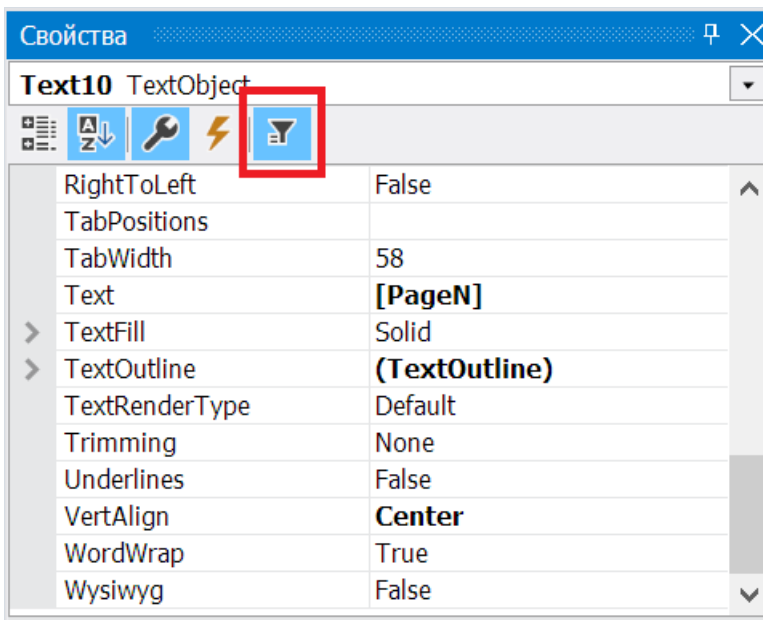 Свойства
Text10 TextObject
RightToLeft False
TabPositions
TabWidth 58
Text [PageN]
TextFill Solid
TextOutline (TextOutline)
TextRenderType Default
Trimming None
Underlines False
VertAlign Center
WordWrap True
Wysiwyg False